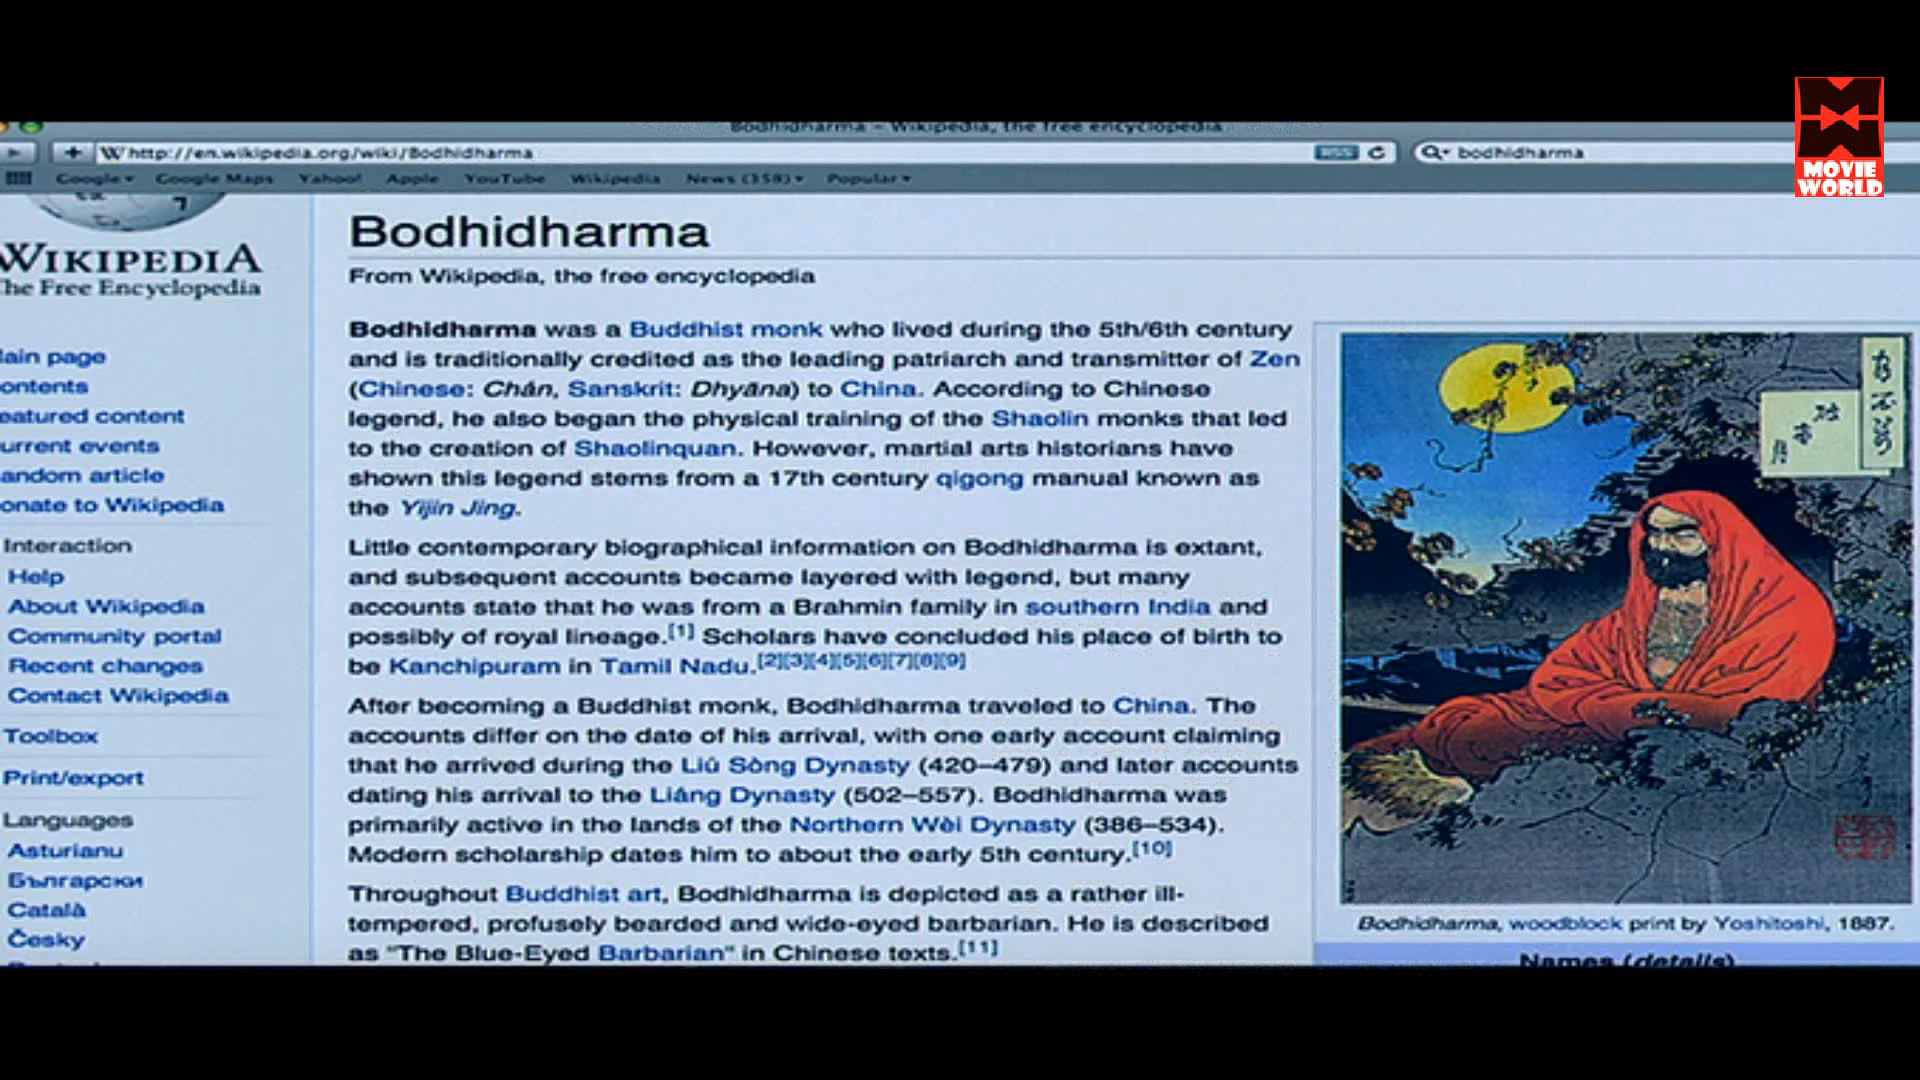 Bodhidharma – Wikipedia, the free encyclopedia
http://en.wikipedia.org/wiki/Bodhidharma
RSS
bodhidharma
MOVIE
WORLD
Google
Google Maps
Yahoo!
Apple
YouTube
Wikipedia
News (358)
Popular
WIKIPEDIA
The Free Encyclopedia
ain page
ontents
eatured content
urrent events
andom article
onate to Wikipedia
Interaction
Help
About Wikipedia
Community portal
Recent changes
Contact Wikipedia
Toolbox
Print/export
Languages
Asturianu
Български
Català
Česky
Bodhidharma
From Wikipedia, the free encyclopedia
Bodhidharma was a Buddhist monk who lived during the 5th/6th century
and is traditionally credited as the leading patriarch and transmitter of Zen
(Chinese: Chán, Sanskrit: Dhyāna) to China. According to Chinese
legend, he also began the physical training of the Shaolin monks that led
to the creation of Shaolinquan. However, martial arts historians have
shown this legend stems from a 17th century qigong manual known as
the Yijin Jing.
Little contemporary biographical information on Bodhidharma is extant,
and subsequent accounts became layered with legend, but many
accounts state that he was from a Brahmin family in southern India and
possibly of royal lineage.[1] Scholars have concluded his place of birth to
be Kanchipuram in Tamil Nadu.[2][3][4][5][6][7][8][9]
After becoming a Buddhist monk, Bodhidharma traveled to China. The
accounts differ on the date of his arrival, with one early account claiming
that he arrived during the Liú Sòng Dynasty (420–479) and later accounts
dating his arrival to the Liáng Dynasty (502–557). Bodhidharma was
primarily active in the lands of the Northern Wèi Dynasty (386–534).
Modern scholarship dates him to about the early 5th century.[10]
Throughout Buddhist art, Bodhidharma is depicted as a rather ill-
tempered, profusely bearded and wide-eyed barbarian. He is described
as "The Blue-Eyed Barbarian" in Chinese texts.[11]
Bodhidharma, woodblock print by Yoshitoshi, 1887.
Names (details)